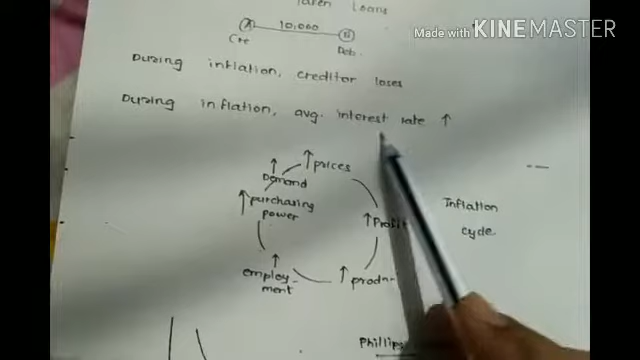 taken Loans
A 10,000 B
Cre Deb.
Made with KINEMASTER
During inflation, creditor loses
During inflation, avg. interest rate ↑
↑ prices
↑ Demand
↑ purchasing power
↑ Profit
Inflation cycle
↑ employ-
ment
↑ prodn
Phillips